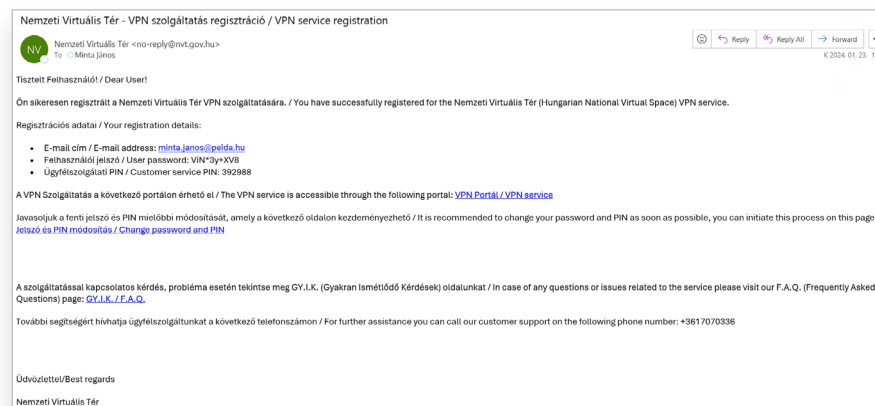 Nemzeti Virtuális Tér - VPN szolgáltatás regisztráció / VPN service registration
NV
Nemzeti Virtuális Tér <no-reply@nvt.gov.hu>
To Minta János
Reply
Reply All
Forward
K 2024. 01. 23. 1
Tisztelt Felhasználó! / Dear User!
Ön sikeresen regisztrált a Nemzeti Virtuális Tér VPN szolgáltatására. / You have successfully registered for the Nemzeti Virtuális Tér (Hungarian National Virtual Space) VPN service.
Regisztrációs adatai / Your registration details:
• E-mail cím / E-mail address: minta.janos@pelda.hu
• Felhasználói jelszó / User password: ViN*3y+XV8
• Ügyfélszolgálati PIN / Customer service PIN: 392988
A VPN Szolgáltatás a következő portálon érhető el / The VPN service is accessible through the following portal: VPN Portál / VPN service
Javasoljuk a fenti jelszó és PIN mielőbbi módosítását, amely a következő oldalon kezdeményezhető / It is recommended to change your password and PIN as soon as possible, you can initiate this process on this page
Jelszó és PIN módosítás / Change password and PIN
A szolgáltatással kapcsolatos kérdés, probléma esetén tekintse meg GY.I.K. (Gyakran Ismétlődő Kérdések) oldalunkat / In case of any questions or issues related to the service please visit our F.A.Q. (Frequently Asked
Questions) page: GY.I.K. / F.A.Q.
További segítségért hívhatja ügyfélszolgáltunkat a következő telefonszámon / For further assistance you can call our customer support on the following phone number: +3617070336
Üdvözlettel/Best regards
Nemzeti Virtuális Tér